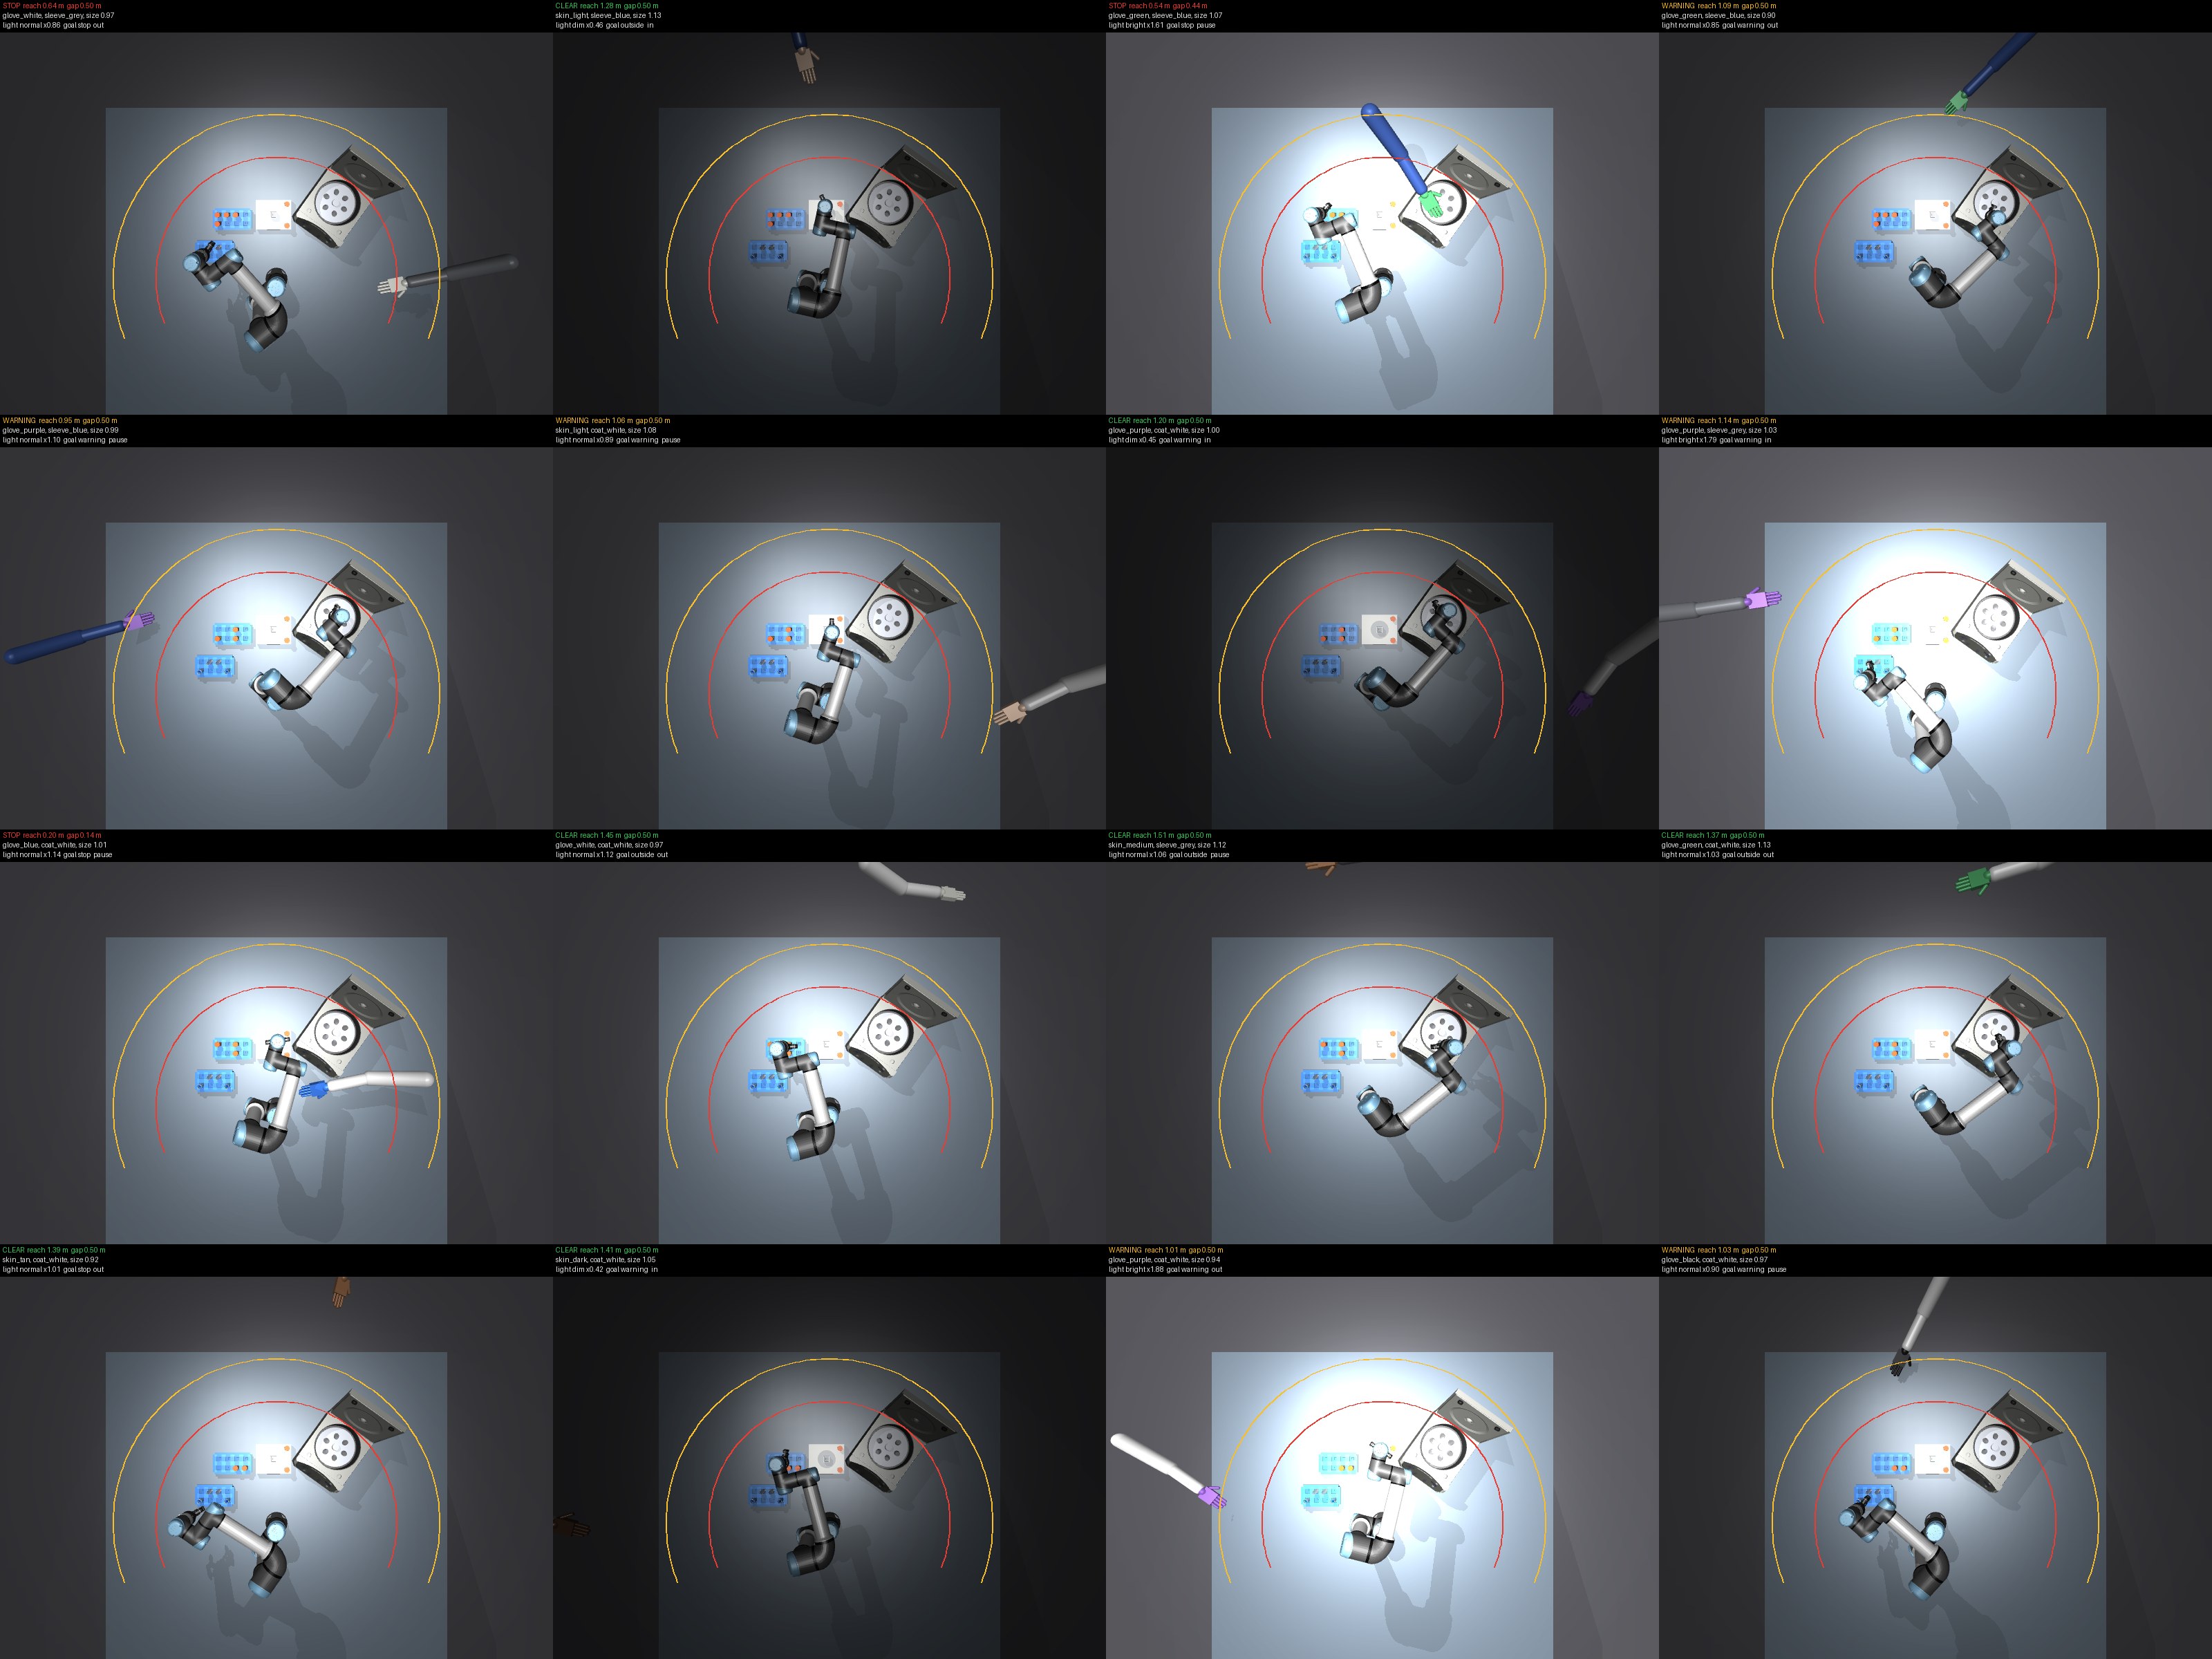 STOP reach 0.64 m gap 0.50 m
glove_white, sleeve_grey, size 0.97
light normal x0.86 goal stop out
CLEAR reach 1.28 m gap 0.50 m
skin_light, sleeve_blue, size 1.13
light dim x0.46 goal outside in
STOP reach 0.54 m gap 0.44 m
glove_green, sleeve_blue, size 1.07
light bright x1.61 goal stop pause
WARNING reach 1.09 m gap 0.50 m
glove_green, sleeve_blue, size 0.90
light normal x0.85 goal warning out
WARNING reach 0.95 m gap 0.50 m
glove_purple, sleeve_blue, size 0.99
light normal x1.10 goal warning pause
WARNING reach 1.06 m gap 0.50 m
skin_light, coat_white, size 1.08
light normal x0.89 goal warning pause
CLEAR reach 1.20 m gap 0.50 m
glove_purple, coat_white, size 1.00
light dim x0.45 goal warning in
WARNING reach 1.14 m gap 0.50 m
glove_purple, sleeve_grey, size 1.03
light bright x1.79 goal warning in
STOP reach 0.20 m gap 0.14 m
glove_blue, coat_white, size 1.01
light normal x1.14 goal stop pause
CLEAR reach 1.45 m gap 0.50 m
glove_white, coat_white, size 0.97
light normal x1.12 goal outside out
CLEAR reach 1.51 m gap 0.50 m
skin_medium, sleeve_grey, size 1.12
light normal x1.06 goal outside pause
CLEAR reach 1.37 m gap 0.50 m
glove_green, coat_white, size 1.13
light normal x1.03 goal outside out
CLEAR reach 1.39 m gap 0.50 m
skin_tan, coat_white, size 0.92
light normal x1.01 goal stop out
CLEAR reach 1.41 m gap 0.50 m
skin_dark, coat_white, size 1.05
light dim x0.42 goal warning in
WARNING reach 1.01 m gap 0.50 m
glove_purple, coat_white, size 0.94
light bright x1.88 goal warning out
WARNING reach 1.03 m gap 0.50 m
glove_black, coat_white, size 0.97
light normal x0.90 goal warning pause